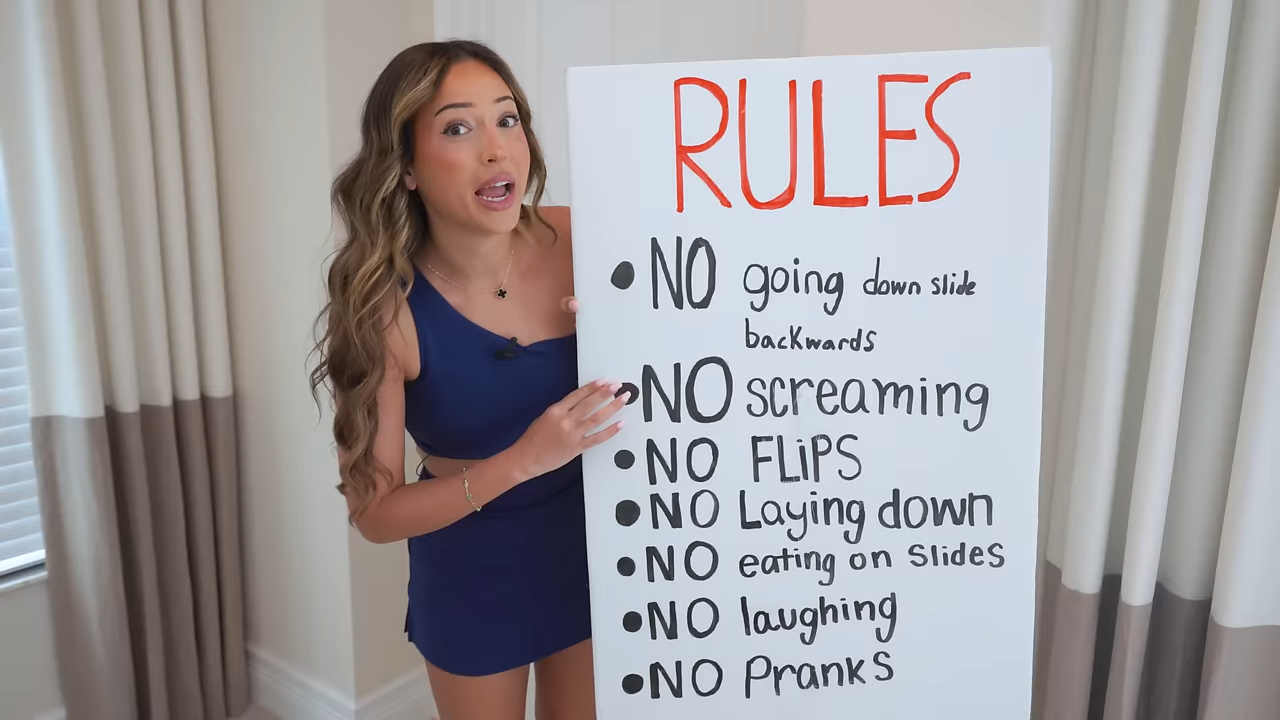 RULES
• NO going down slide
backwards
• NO screaming
• NO FLiPS
• NO Laying down
• NO eating on Slides
• NO laughing
• NO Pranks